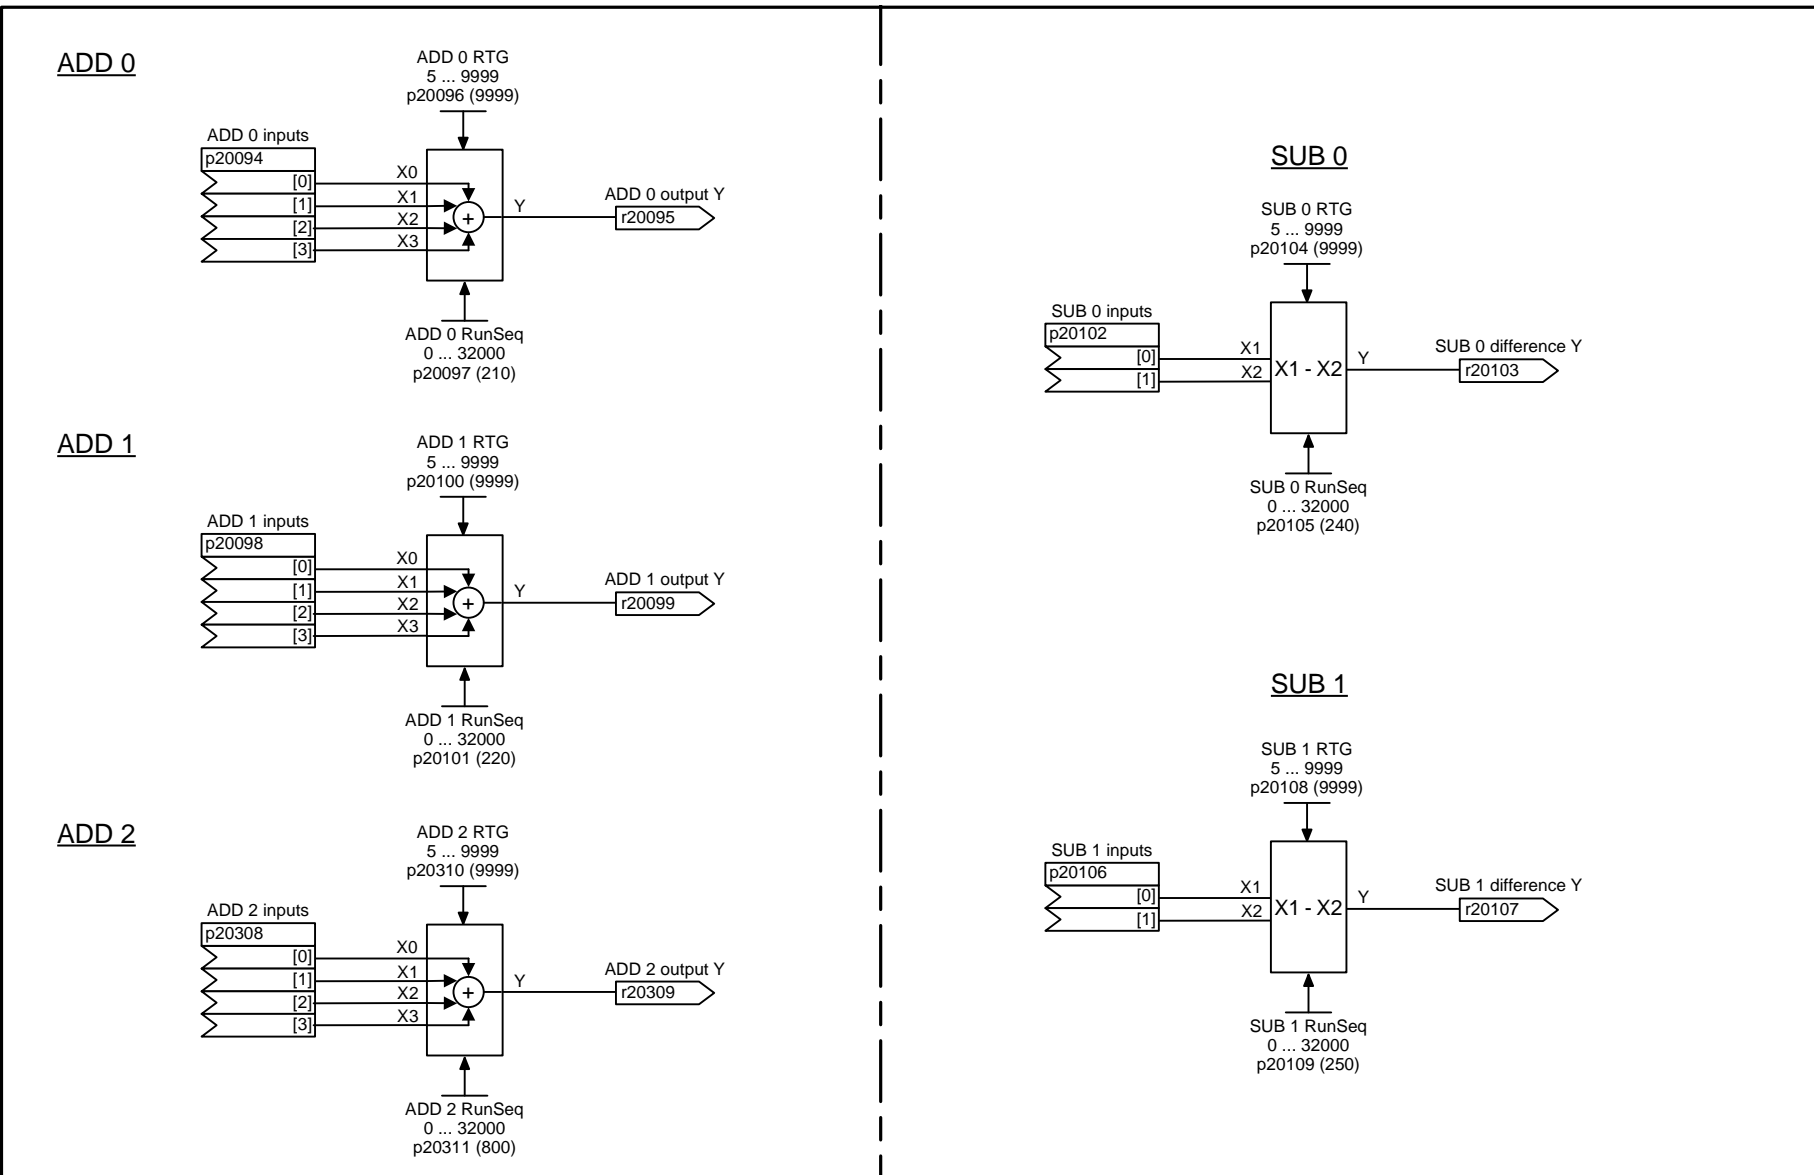 ADD 0
ADD 0 RTG
5 ... 9999
p20096 (9999)
ADD 0 inputs
p20094
[0]
[1]
[2]
[3]
X0
X1
X2
X3
+
Y
ADD 0 output Y
r20095
ADD 0 RunSeq
0 ... 32000
p20097 (210)
ADD 1
ADD 1 RTG
5 ... 9999
p20100 (9999)
ADD 1 inputs
p20098
[0]
[1]
[2]
[3]
X0
X1
X2
X3
+
Y
ADD 1 output Y
r20099
ADD 1 RunSeq
0 ... 32000
p20101 (220)
ADD 2
ADD 2 RTG
5 ... 9999
p20310 (9999)
ADD 2 inputs
p20308
[0]
[1]
[2]
[3]
X0
X1
X2
X3
+
Y
ADD 2 output Y
r20309
ADD 2 RunSeq
0 ... 32000
p20311 (800)
SUB 0
SUB 0 RTG
5 ... 9999
p20104 (9999)
SUB 0 inputs
p20102
[0]
[1]
X1
X2
X1 - X2
Y
SUB 0 difference Y
r20103
SUB 0 RunSeq
0 ... 32000
p20105 (240)
SUB 1
SUB 1 RTG
5 ... 9999
p20108 (9999)
SUB 1 inputs
p20106
[0]
[1]
X1
X2
X1 - X2
Y
SUB 1 difference Y
r20107
SUB 1 RunSeq
0 ... 32000
p20109 (250)